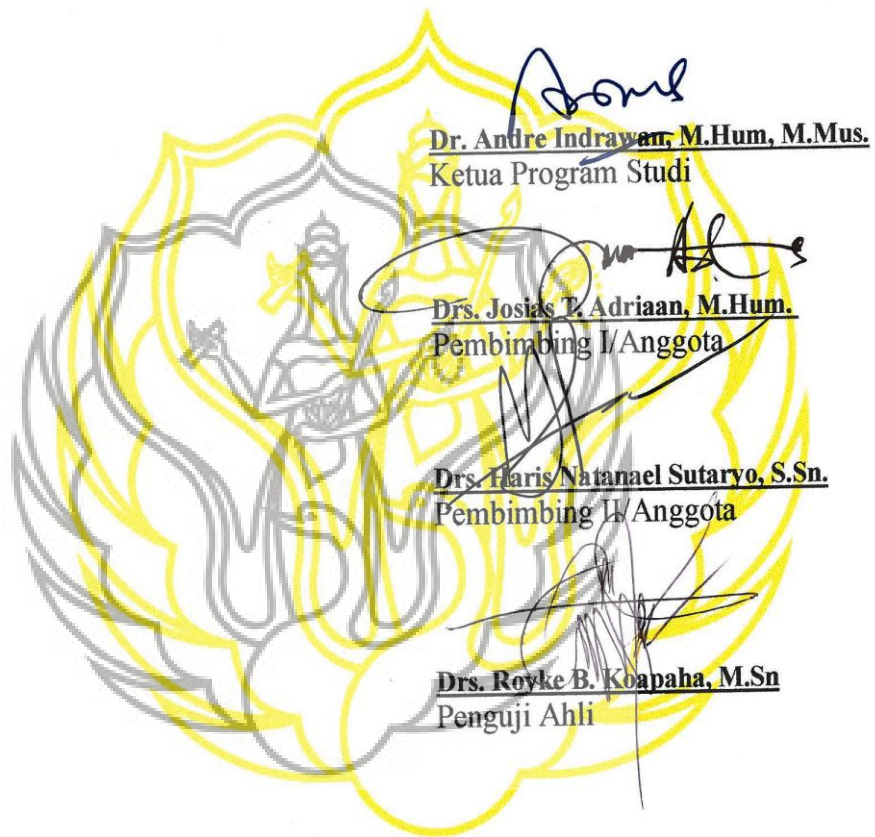 Dr. Andre Indrawan, M.Hum, M.Mus.
Ketua Program Studi
Drs. Josias T. Adriaan, M.Hum.
Pembimbing I/Anggota
Drs. Haris Natanael Sutaryo, S.Sn.
Pembimbing II/Anggota
Drs. Royke B. Koapaha, M.Sn
Penguji Ahli